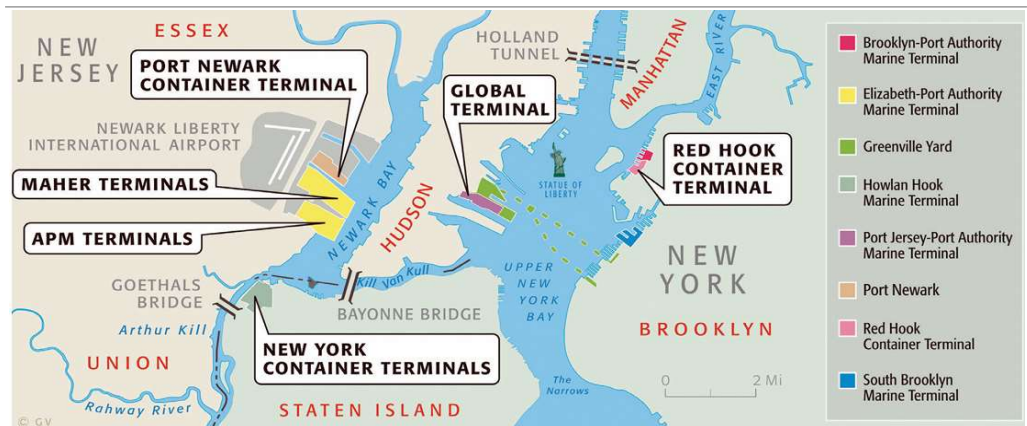 NEW
JERSEY
ESSEX
PORT NEWARK
CONTAINER TERMINAL
NEWARK LIBERTY
INTERNATIONAL AIRPORT
MAHER TERMINALS
APM TERMINALS
NEWARK BAY
HUDSON
GLOBAL
TERMINAL
HOLLAND
TUNNEL
MANHATTAN
EAST RIVER
STATUE OF
LIBERTY
RED HOOK
CONTAINER
TERMINAL
GOETHALS
BRIDGE
Arthur Kill
UNION
Rahway River
Kill Van Kull
BAYONNE BRIDGE
NEW YORK
CONTAINER TERMINALS
STATEN ISLAND
UPPER
NEW
YORK
BAY
The
Narrows
NEW
YORK
BROOKLYN
0 2 Mi
© GV
Brooklyn-Port Authority
Marine Terminal
Elizabeth-Port Authority
Marine Terminal
Greenville Yard
Howlan Hook
Marine Terminal
Port Jersey-Port Authority
Marine Terminal
Port Newark
Red Hook
Container Terminal
South Brooklyn
Marine Terminal